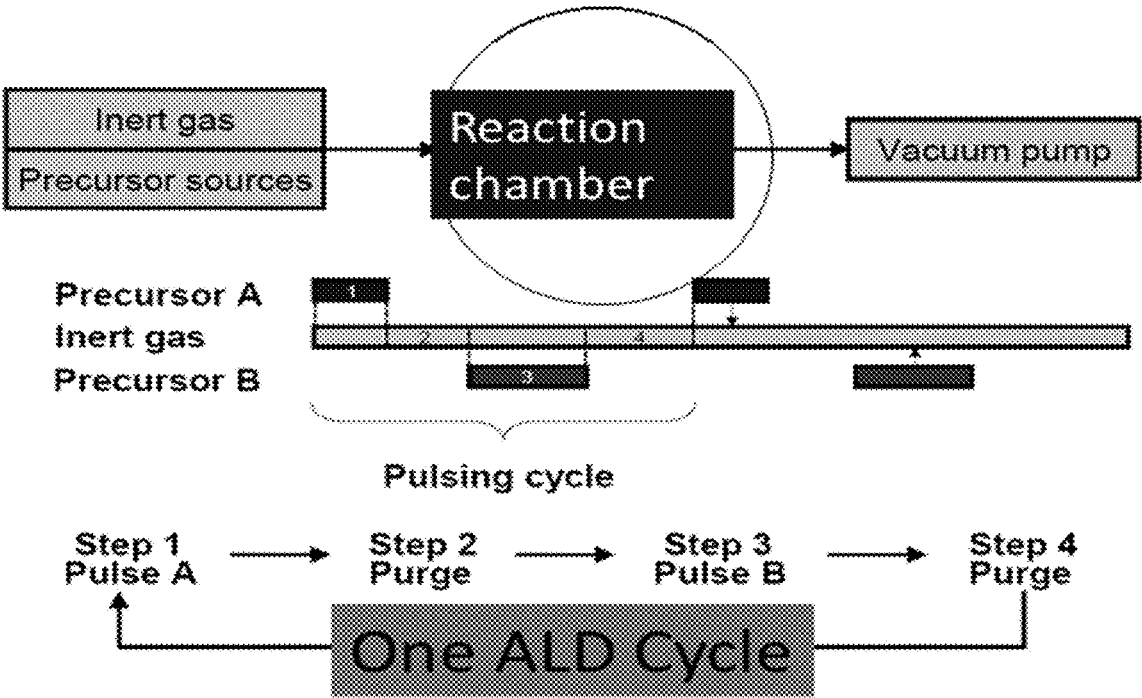 Inert gas
Precursor sources
Reaction
chamber
Vacuum pump
Precursor A
1
Inert gas
2
4
Precursor B
3
Pulsing cycle
Step 1
Pulse A
Step 2
Purge
Step 3
Pulse B
Step 4
Purge
One ALD Cycle